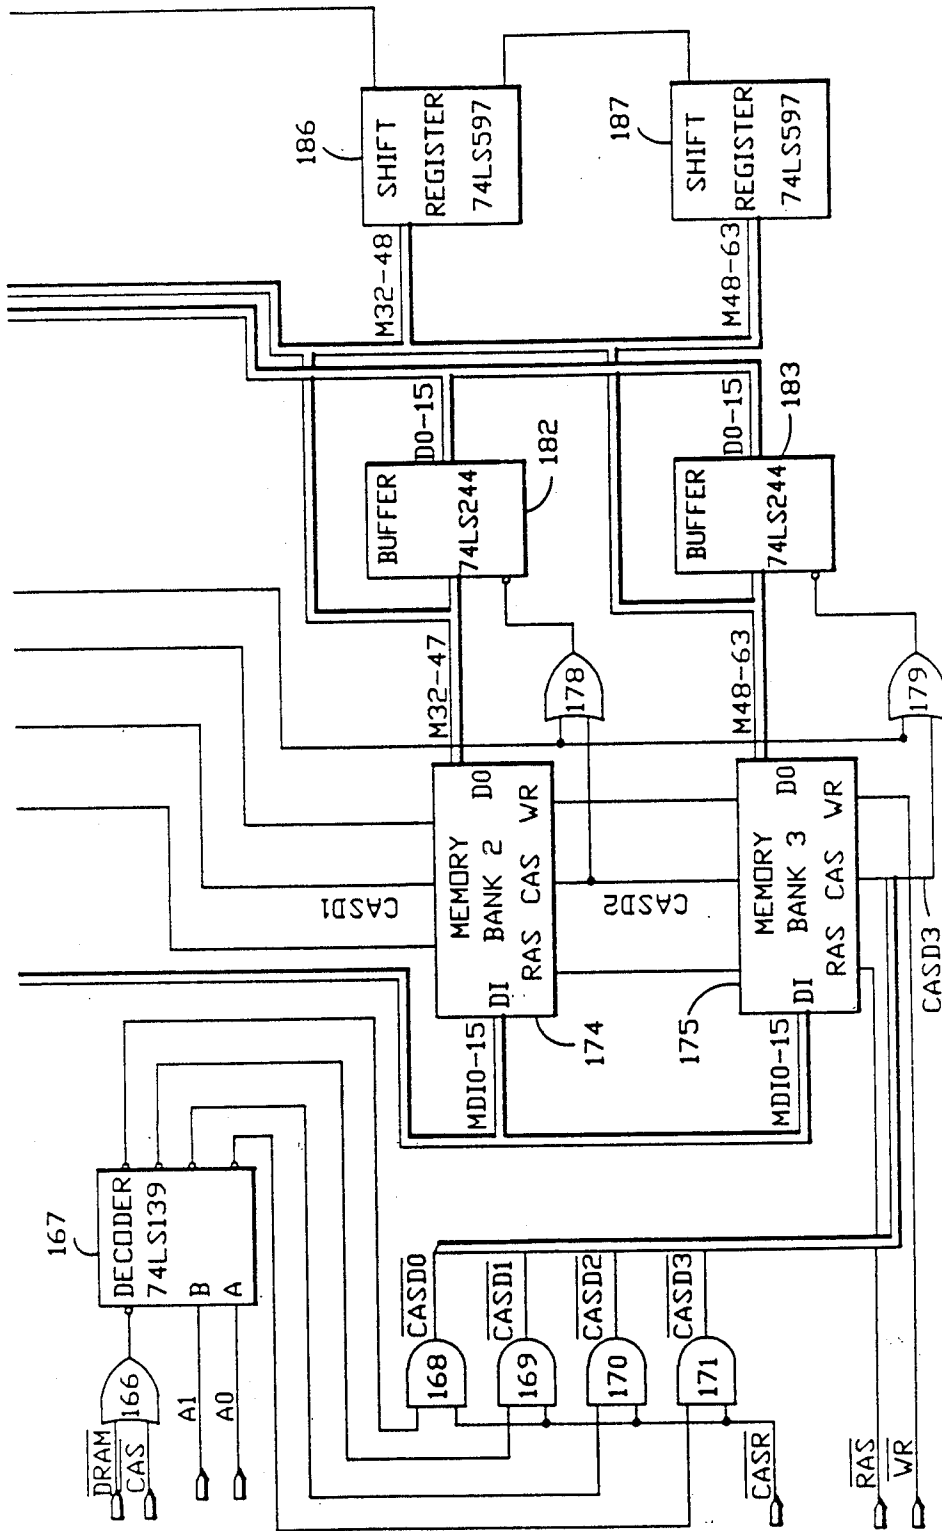 167
DECODER
74LS139
B
A
166
DRAM
CAS
A1
A0
168
169
170
171
CASD0
CASD1
CASD2
CASD3
CASR
RAS
WR
MDI0-15
DI
MEMORY
BANK 2
RAS CAS WR
DO
174
CASD1
MDI0-15
DI
MEMORY
BANK 3
RAS CAS WR
DO
175
CASD2
CASD3
M32-47
178
M48-63
179
BUFFER
74LS244
182
D0-15
BUFFER
74LS244
183
D0-15
M32-48
M48-63
186
SHIFT
REGISTER
74LS597
187
SHIFT
REGISTER
74LS597